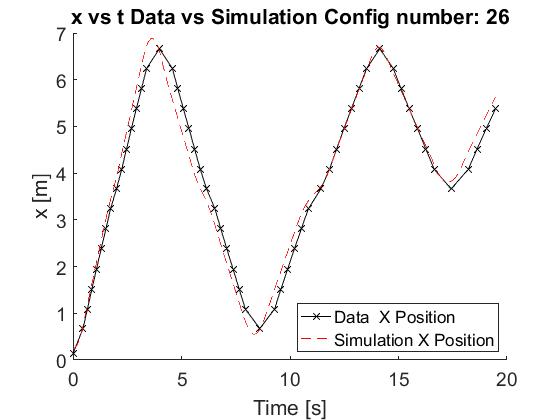 x vs t Data vs Simulation Config number: 26
7
6
5
4
3
2
1
0
x [m]
0 5 10 15 20
Time [s]
Data X Position
Simulation X Position